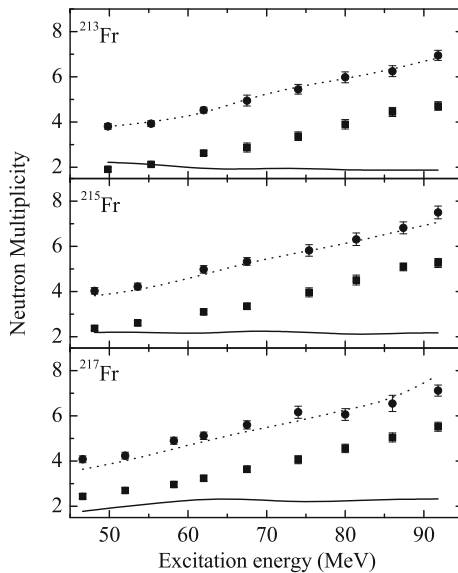 ²¹³Fr
8
6
4
2
Neutron Multiplicity
²¹⁵Fr
8
6
4
2
²¹⁷Fr
8
6
4
2
50 60 70 80 90
Excitation energy (MeV)